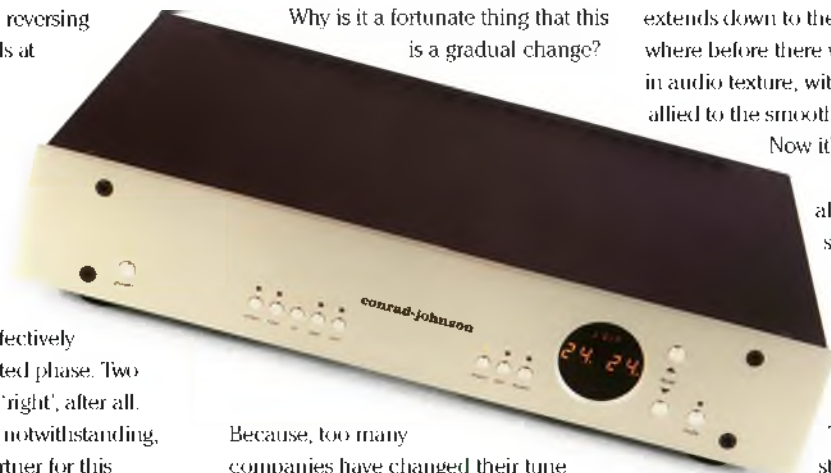 reversing
ls at
fectively
ted phase. Two
'right', after all.
notwithstanding,
rtner for this
Why is it a fortunate thing that this
is a gradual change?
conrad-johnson
24. 24.
Because, too many
companies have changed their tune
extends down to the
where before there
in audio texture, wit
allied to the smooth
Now it
al
s
T
st